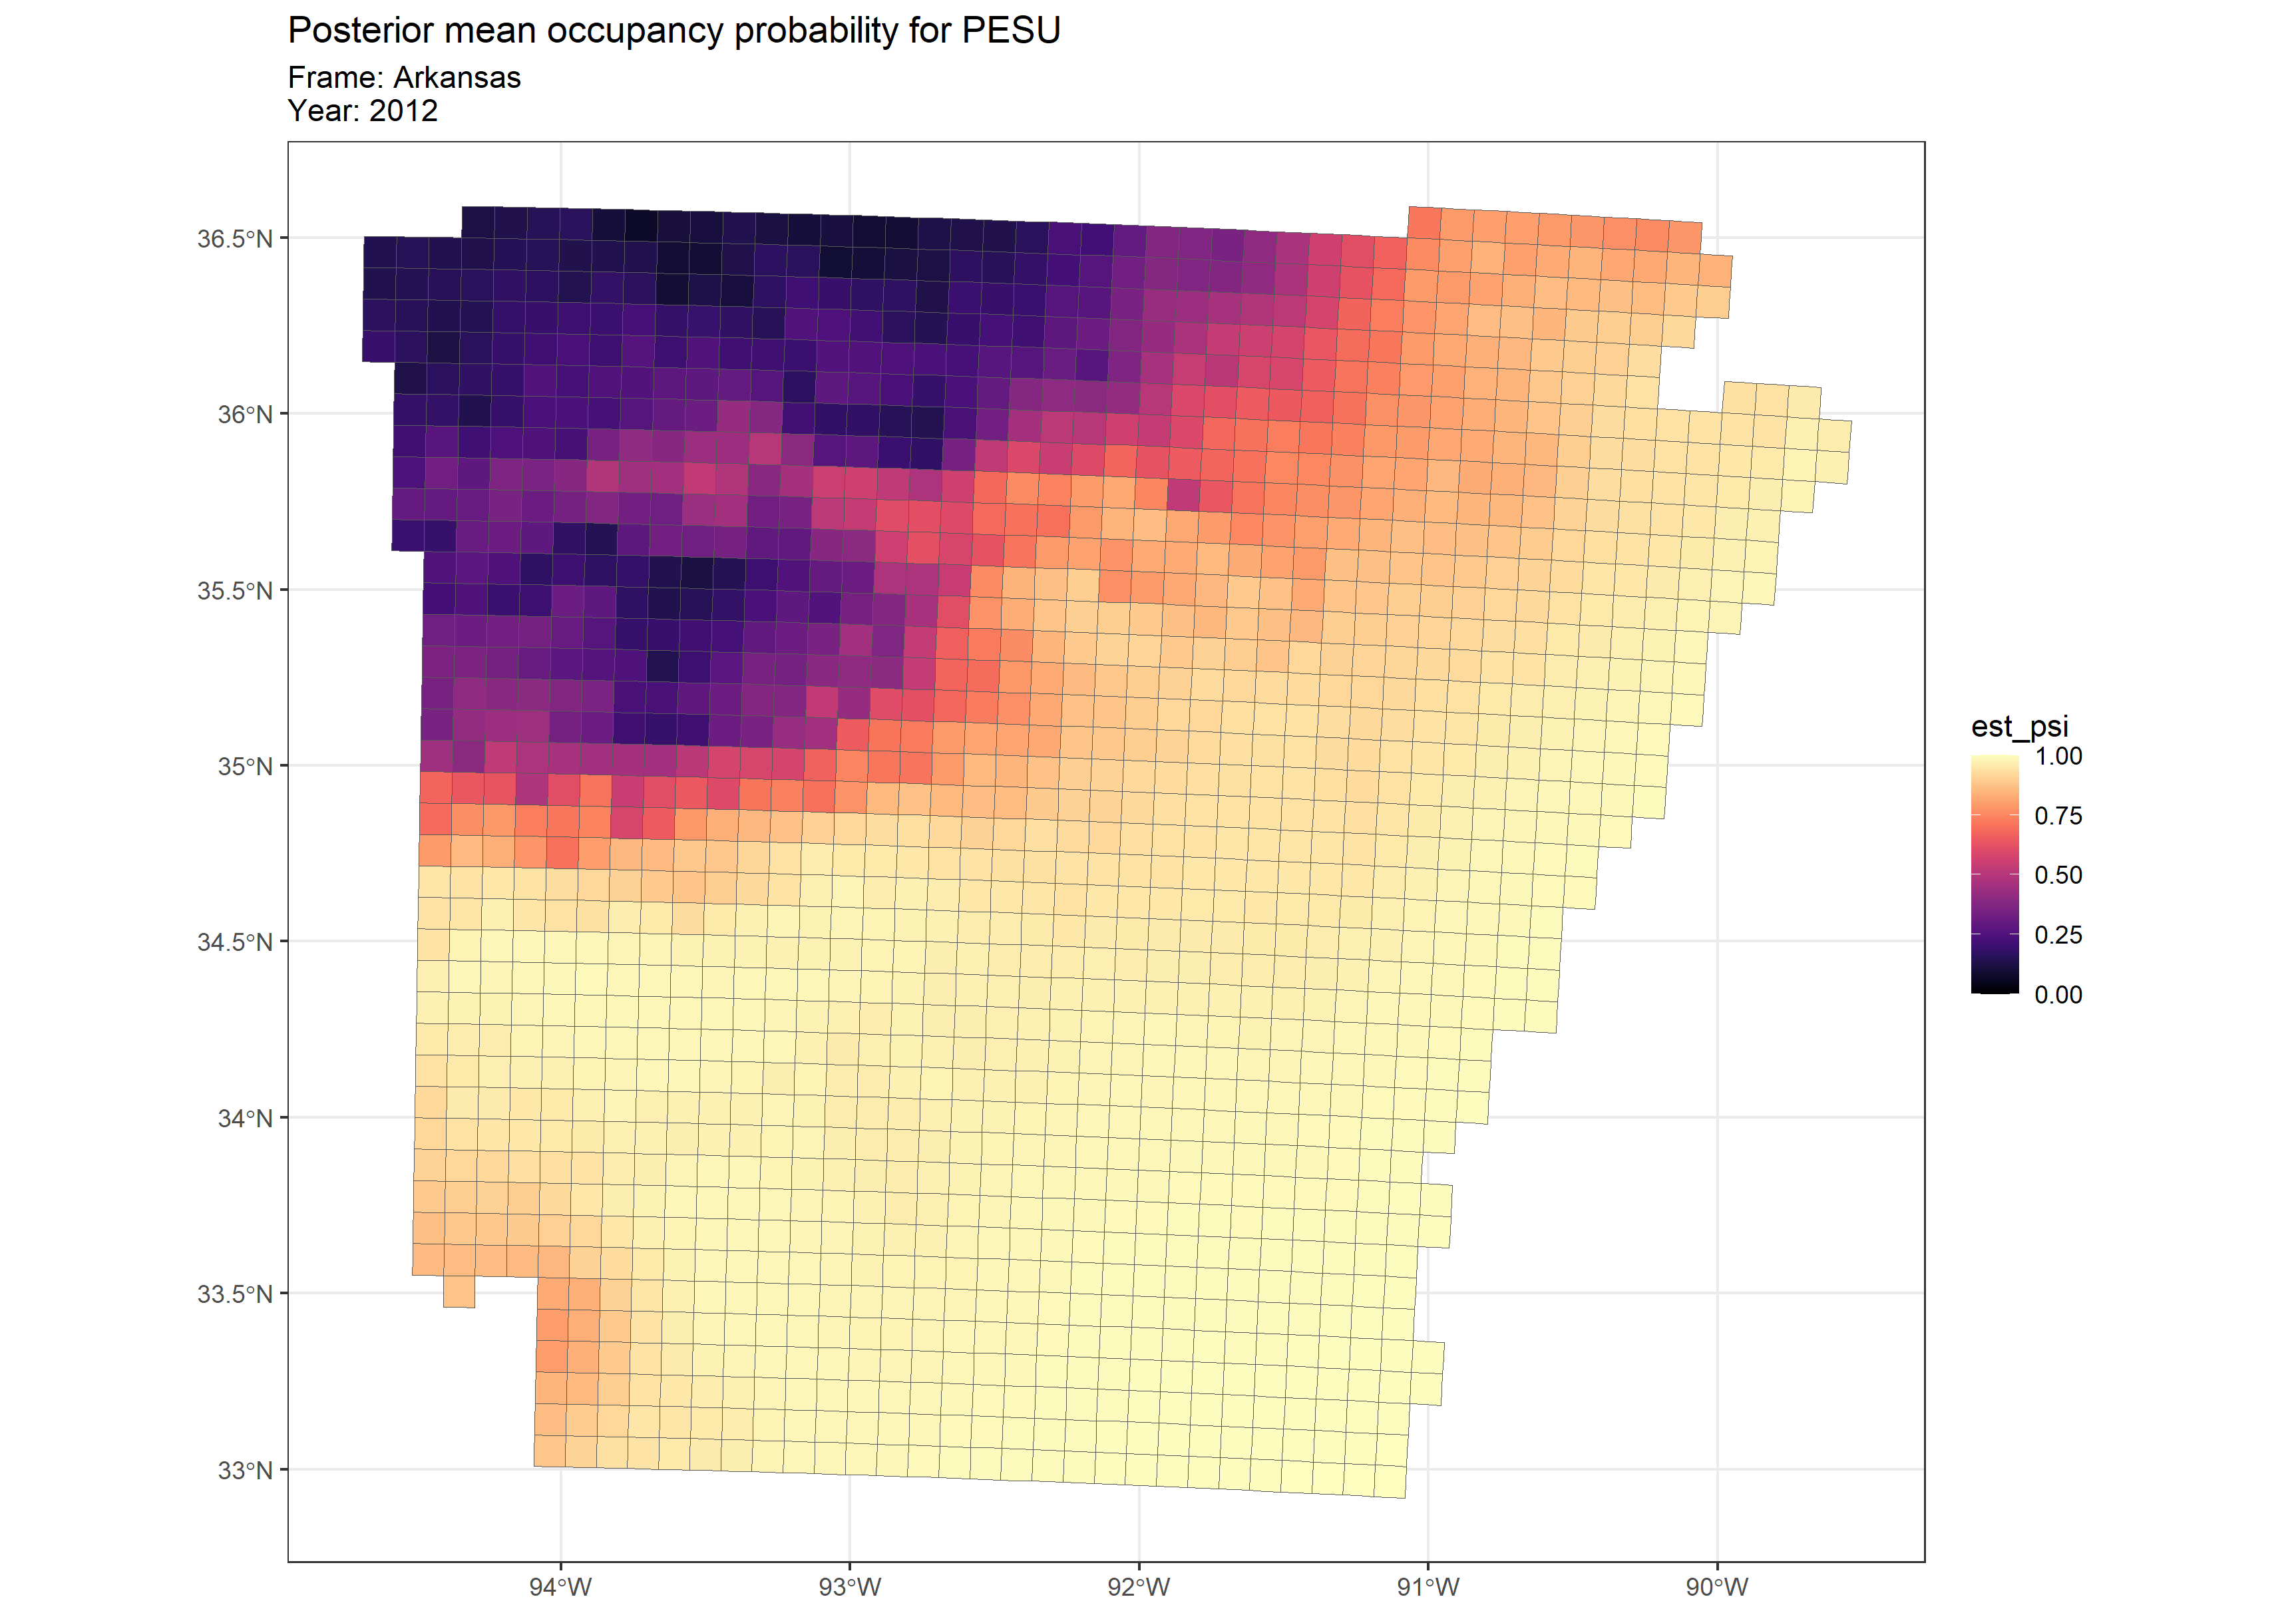 Posterior mean occupancy probability for PESU
Frame: Arkansas
Year: 2012
36.5°N
36°N
35.5°N
35°N
34.5°N
34°N
33.5°N
33°N
94°W
93°W
92°W
91°W
90°W
est_psi
1.00
0.75
0.50
0.25
0.00